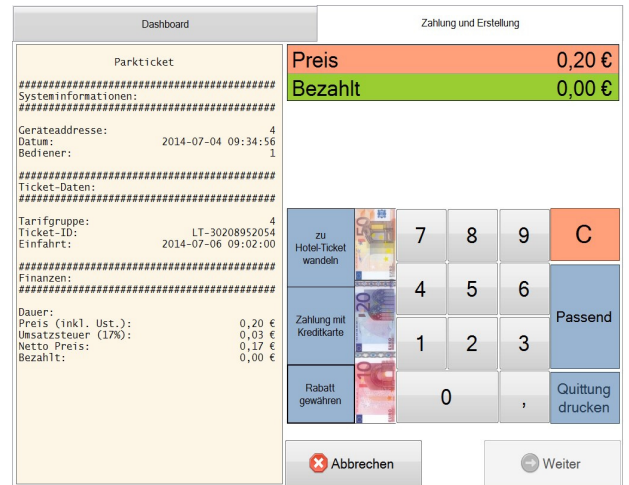 Dashboard
Zahlung und Erstellung
Parkticket
###########################################
Systeminformationen:
###########################################
Geräteaddresse: 4
Datum: 2014-07-04 09:34:56
Bediener: 1
###########################################
Ticket-Daten:
###########################################
Tarifgruppe: 4
Ticket-ID: LT-30208952054
Einfahrt: 2014-07-06 09:02:00
###########################################
Finanzen:
###########################################
Dauer:
Preis (inkl. Ust.): 0,20 €
Umsatzsteuer (17%): 0,03 €
Netto Preis: 0,17 €
Bezahlt: 0,00 €
Preis 0,20 €
Bezahlt 0,00 €
zu
Hotel-Ticket
wandeln
50
7 8 9 C
Zahlung mit
Kreditkarte
20
4 5 6
Passend
1 2 3
Rabatt
gewähren
10
0 ,
Quittung
drucken
Abbrechen
Weiter